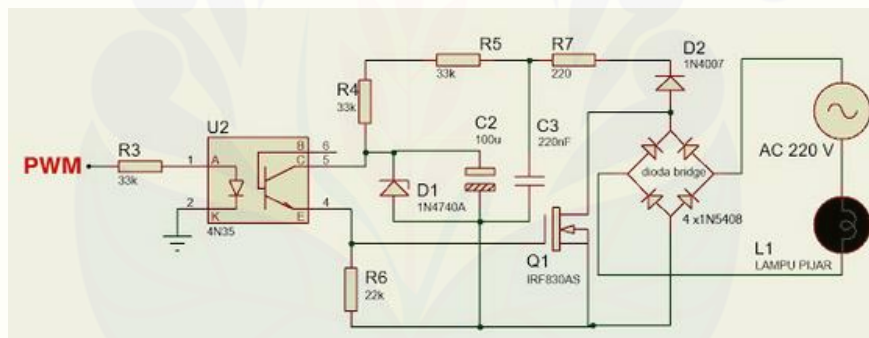 R5
33k
R7
220
D2
1N4007
R4
33k
U2
R3
33k
PWM
1
2
A
K
B
C
E
6
5
4
4N35
C2
100u
C3
220nF
D1
1N4740A
R6
22k
Q1
IRF830AS
dioda bridge
4 x1N5408
AC 220 V
L1
LAMPU PIJAR